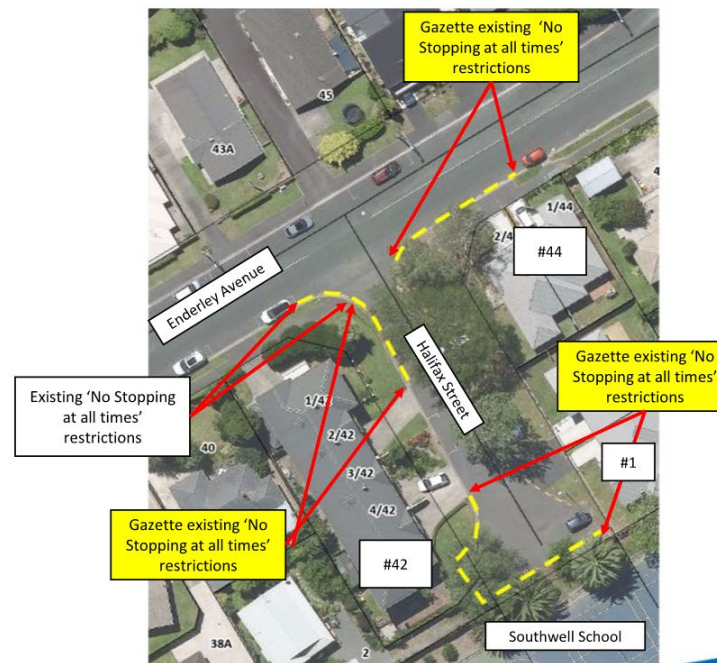 Gazette existing ‘No
Stopping at all times’
restrictions
45
43A
1/44
2/4
#44
Enderley Avenue
Halifax Street
Gazette existing ‘No
Stopping at all times’
restrictions
Existing ‘No Stopping
at all times’
restrictions
1/42
2/42
40
3/42
#1
4/42
Gazette existing ‘No
Stopping at all times’
restrictions
#42
38A
2
Southwell School
4